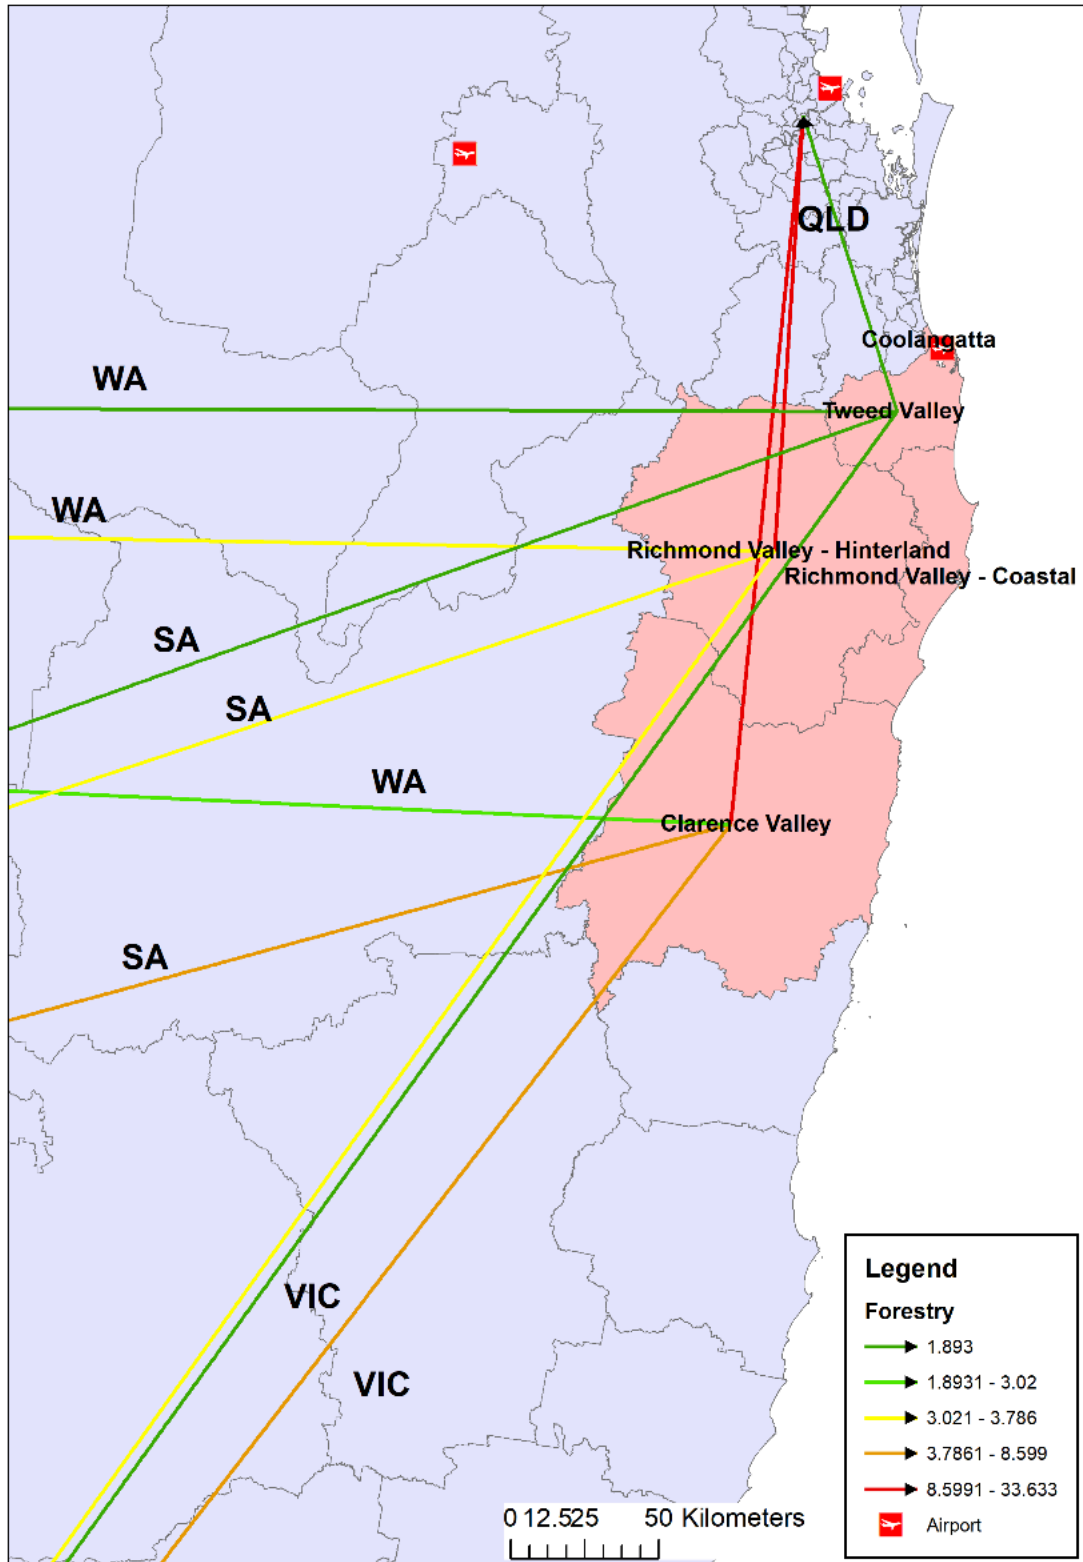 QLD
Coolangatta
WA
Tweed Valley
WA
Richmond Valley - Hinterland
Richmond Valley - Coastal
SA
SA
WA
Clarence Valley
SA
VIC
VIC
Legend
Forestry
1.893
1.8931 - 3.02
3.021 - 3.786
3.7861 - 8.599
8.5991 - 33.633
Airport
0 12.525 50 Kilometers